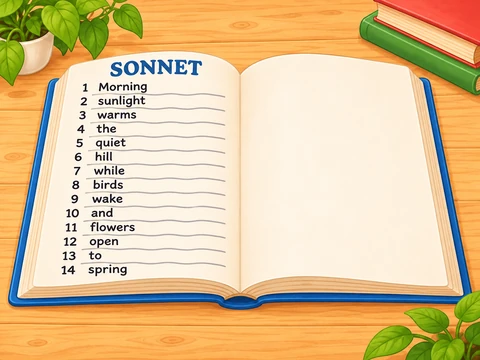 SONNET
1 Morning
2 sunlight
3 warms
4 the
5 quiet
6 hill
7 while
8 birds
9 wake
10 and
11 flowers
12 open
13 to
14 spring